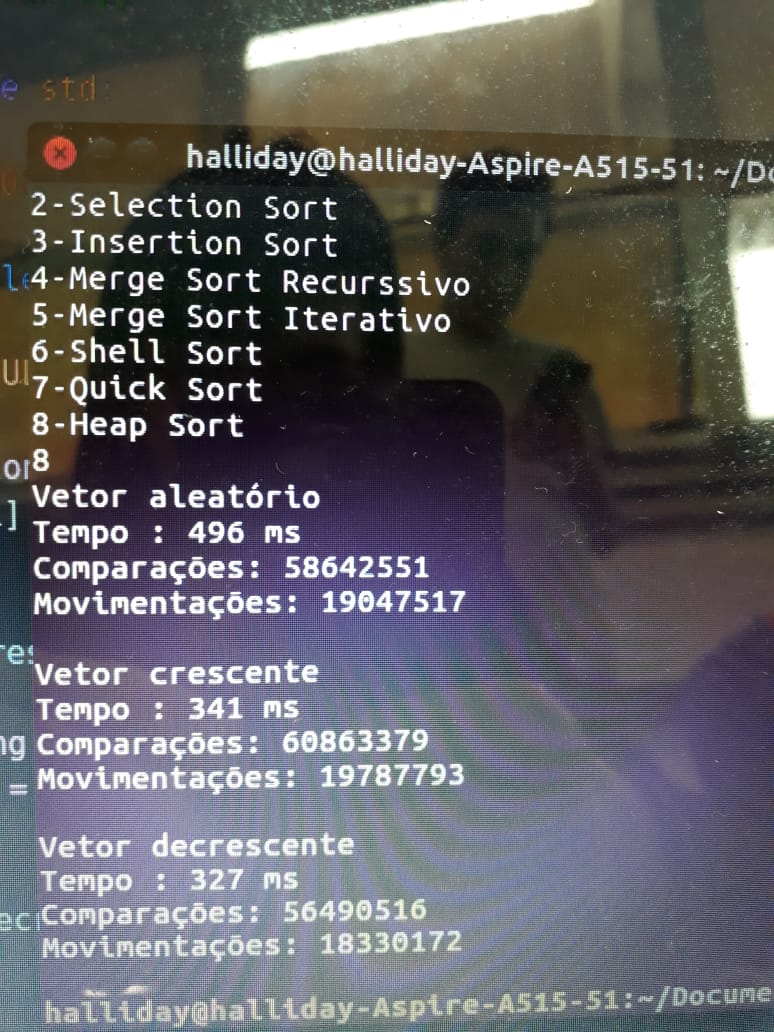 e std:
halliday@halliday-Aspire-A515-51: ~/Do
2-Selection Sort
3-Insertion Sort
4-Merge Sort Recurssivo
5-Merge Sort Iterativo
6-Shell Sort
7-Quick Sort
8-Heap Sort
8
Vetor aleatório
Tempo : 496 ms
Comparações: 58642551
Movimentações: 19047517
Vetor crescente
Tempo : 341 ms
Comparações: 60863379
Movimentações: 19787793
Vetor decrescente
Tempo : 327 ms
Comparações: 56490516
Movimentações: 18330172
halliday@halliday-Aspire-A515-51:~/Docume